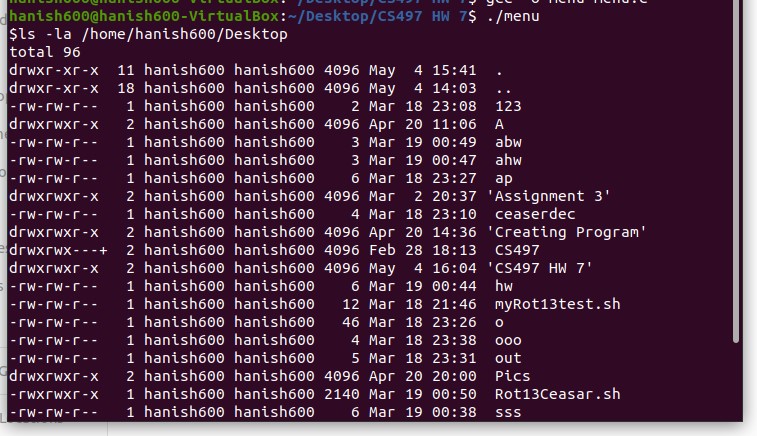 hanish600@hanish600-VirtualBox:~/Desktop/CS497 HW 7$ gcc -o menu menu.c
hanish600@hanish600-VirtualBox:~/Desktop/CS497 HW 7$ ./menu
$ls -la /home/hanish600/Desktop
total 96
drwxr-xr-x  11 hanish600 hanish600 4096 May  4 15:41  .
drwxr-xr-x  18 hanish600 hanish600 4096 May  4 14:03  ..
-rw-rw-r--   1 hanish600 hanish600    2 Mar 18 23:08  123
drwxrwxr-x   2 hanish600 hanish600 4096 Apr 20 11:06  A
-rw-rw-r--   1 hanish600 hanish600    3 Mar 19 00:49  abw
-rw-rw-r--   1 hanish600 hanish600    3 Mar 19 00:47  ahw
-rw-rw-r--   1 hanish600 hanish600    6 Mar 18 23:27  ap
drwxrwxr-x   2 hanish600 hanish600 4096 Mar  2 20:37 'Assignment 3'
-rw-rw-r--   1 hanish600 hanish600    4 Mar 18 23:10  ceaserdec
drwxrwxr-x   2 hanish600 hanish600 4096 Apr 20 14:36 'Creating Program'
drwxrwx---+  2 hanish600 hanish600 4096 Feb 28 18:13  CS497
drwxrwxr-x   2 hanish600 hanish600 4096 May  4 16:04 'CS497 HW 7'
-rw-rw-r--   1 hanish600 hanish600    6 Mar 19 00:44  hw
-rw-rw-r--   1 hanish600 hanish600   12 Mar 18 21:46  myRot13test.sh
-rw-rw-r--   1 hanish600 hanish600   46 Mar 18 23:26  o
-rw-rw-r--   1 hanish600 hanish600    4 Mar 18 23:38  ooo
-rw-rw-r--   1 hanish600 hanish600    5 Mar 18 23:31  out
drwxrwxr-x   2 hanish600 hanish600 4096 Apr 20 20:00  Pics
-rwxrwxr-x   1 hanish600 hanish600 2140 Mar 19 00:50  Rot13Ceasar.sh
-rw-rw-r--   1 hanish600 hanish600    6 Mar 19 00:38  sss